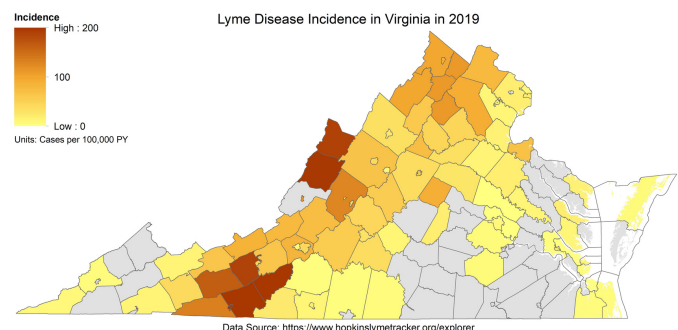 Lyme Disease Incidence in Virginia in 2019
Incidence
High : 200
100
Low : 0
Units: Cases per 100,000 PY
Data Source: https://www.hopkinslymetracker.org/explorer